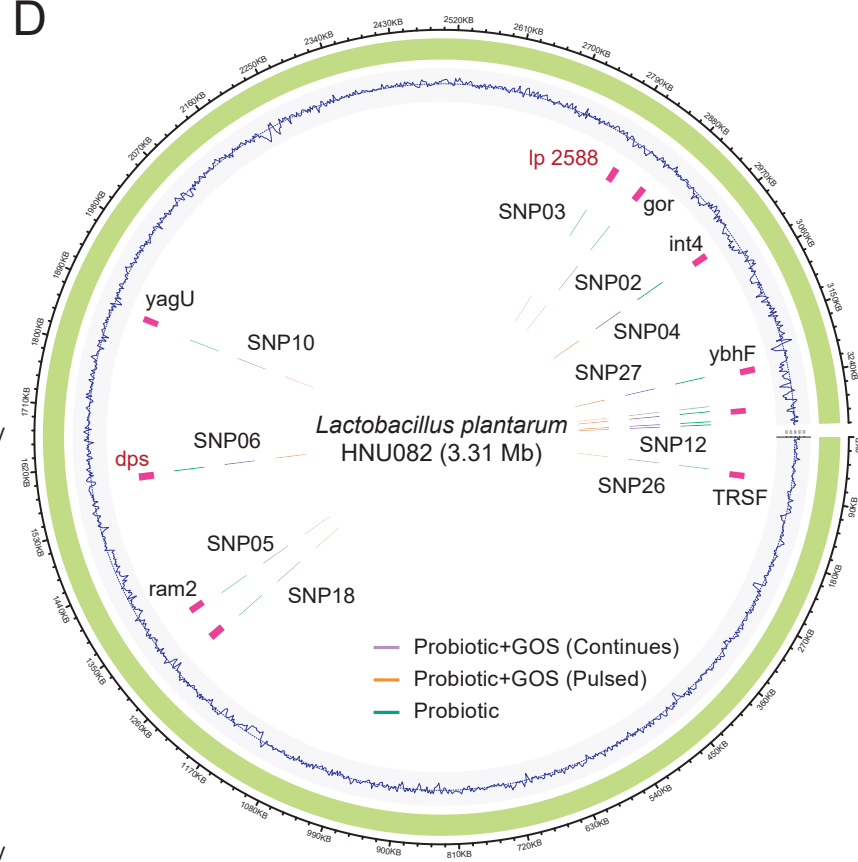 D
2520KB
2610KB
2700KB
2790KB
2880KB
2970KB
3060KB
3150KB
3240KB
90KB
180KB
270KB
360KB
450KB
540KB
630KB
720KB
810KB
900KB
990KB
1080KB
1170KB
1260KB
1350KB
1440KB
1530KB
1620KB
1710KB
1800KB
1890KB
1980KB
2070KB
2160KB
2250KB
2340KB
2430KB
lp 2588
gor
SNP03
int4
SNP02
yagU
SNP04
SNP10
ybhF
SNP27
Lactobacillus plantarum
HNU082 (3.31 Mb)
SNP06
SNP12
dps
SNP26
TRSF
SNP05
ram2
SNP18
Probiotic+GOS (Continues)
Probiotic+GOS (Pulsed)
Probiotic